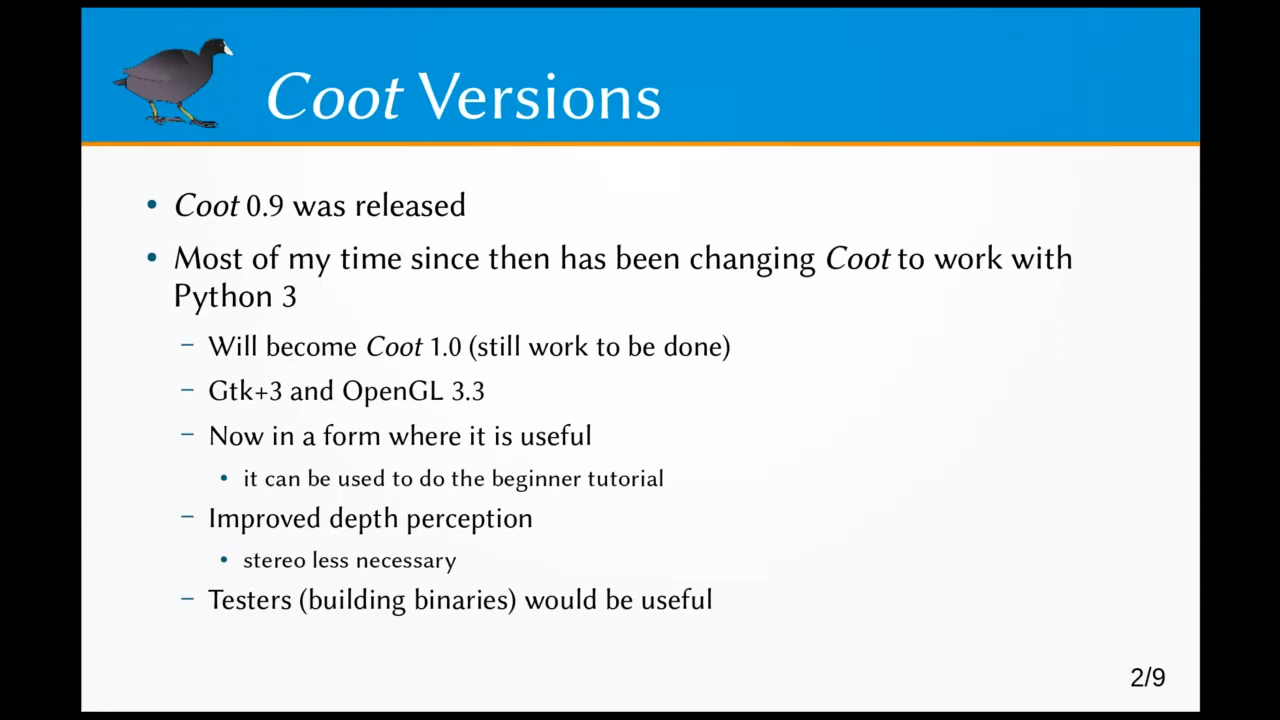 Coot Versions
• Coot 0.9 was released
• Most of my time since then has been changing Coot to work with
Python 3
– Will become Coot 1.0 (still work to be done)
– Gtk+3 and OpenGL 3.3
– Now in a form where it is useful
• it can be used to do the beginner tutorial
– Improved depth perception
• stereo less necessary
– Testers (building binaries) would be useful
2/9